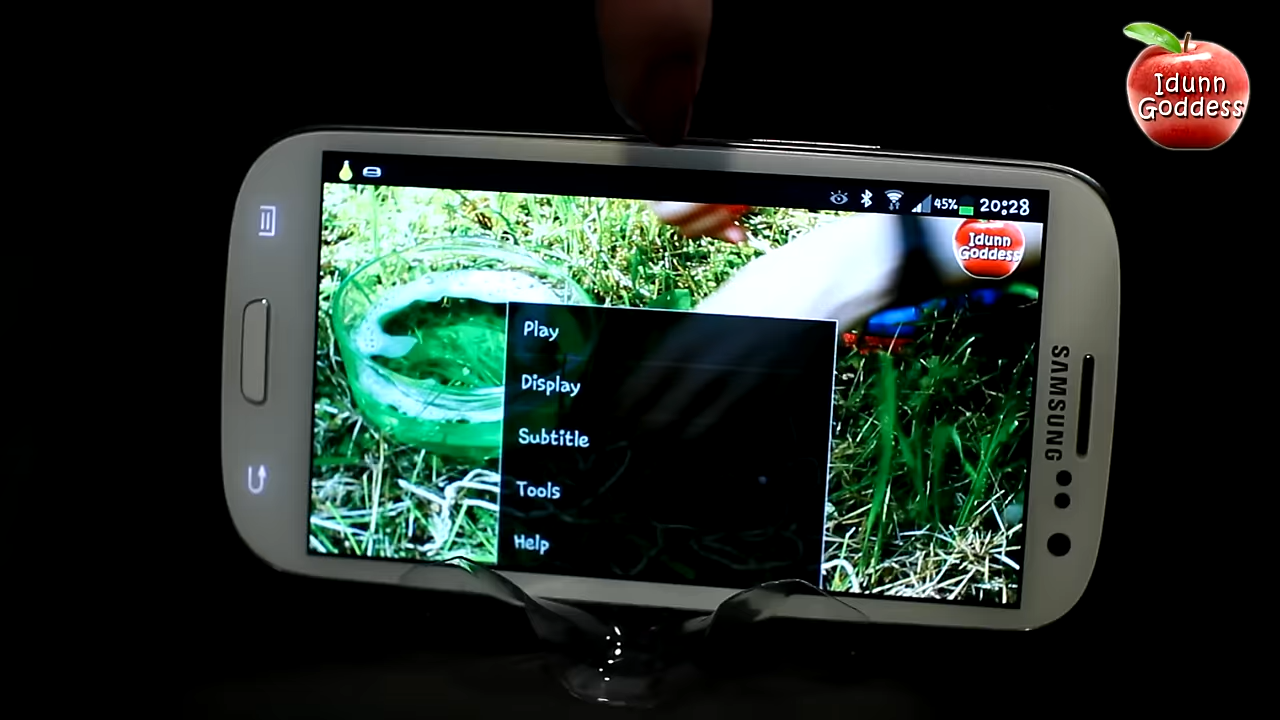 Idunn
Goddess
45% 20:28
Idunn
Goddess
Play
Display
Subtitle
Tools
Help
SAMSUNG